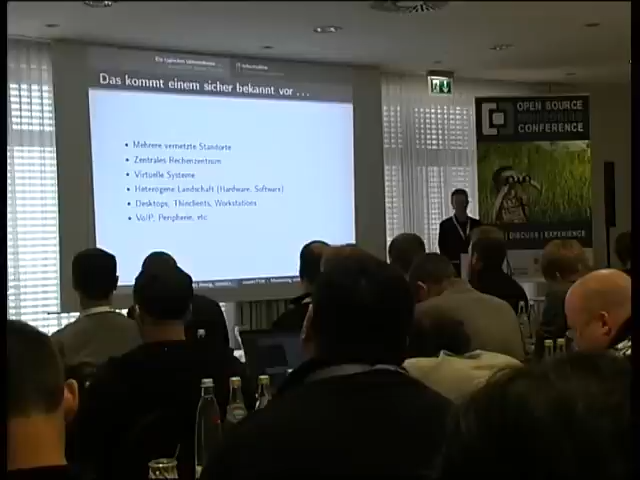 Das kommt einem sicher bekannt vor ...
• Mehrere vernetzte Standorte
• Zentrales Rechenzentrum
• Virtuelle Systeme
• Heterogene Landschaft (Hardware, Software)
• Desktops, Thinclients, Workstations
• VoIP, Peripherie, etc.
OPEN SOURCE
MONITORING
CONFERENCE
| DISCUSS | EXPERIENCE